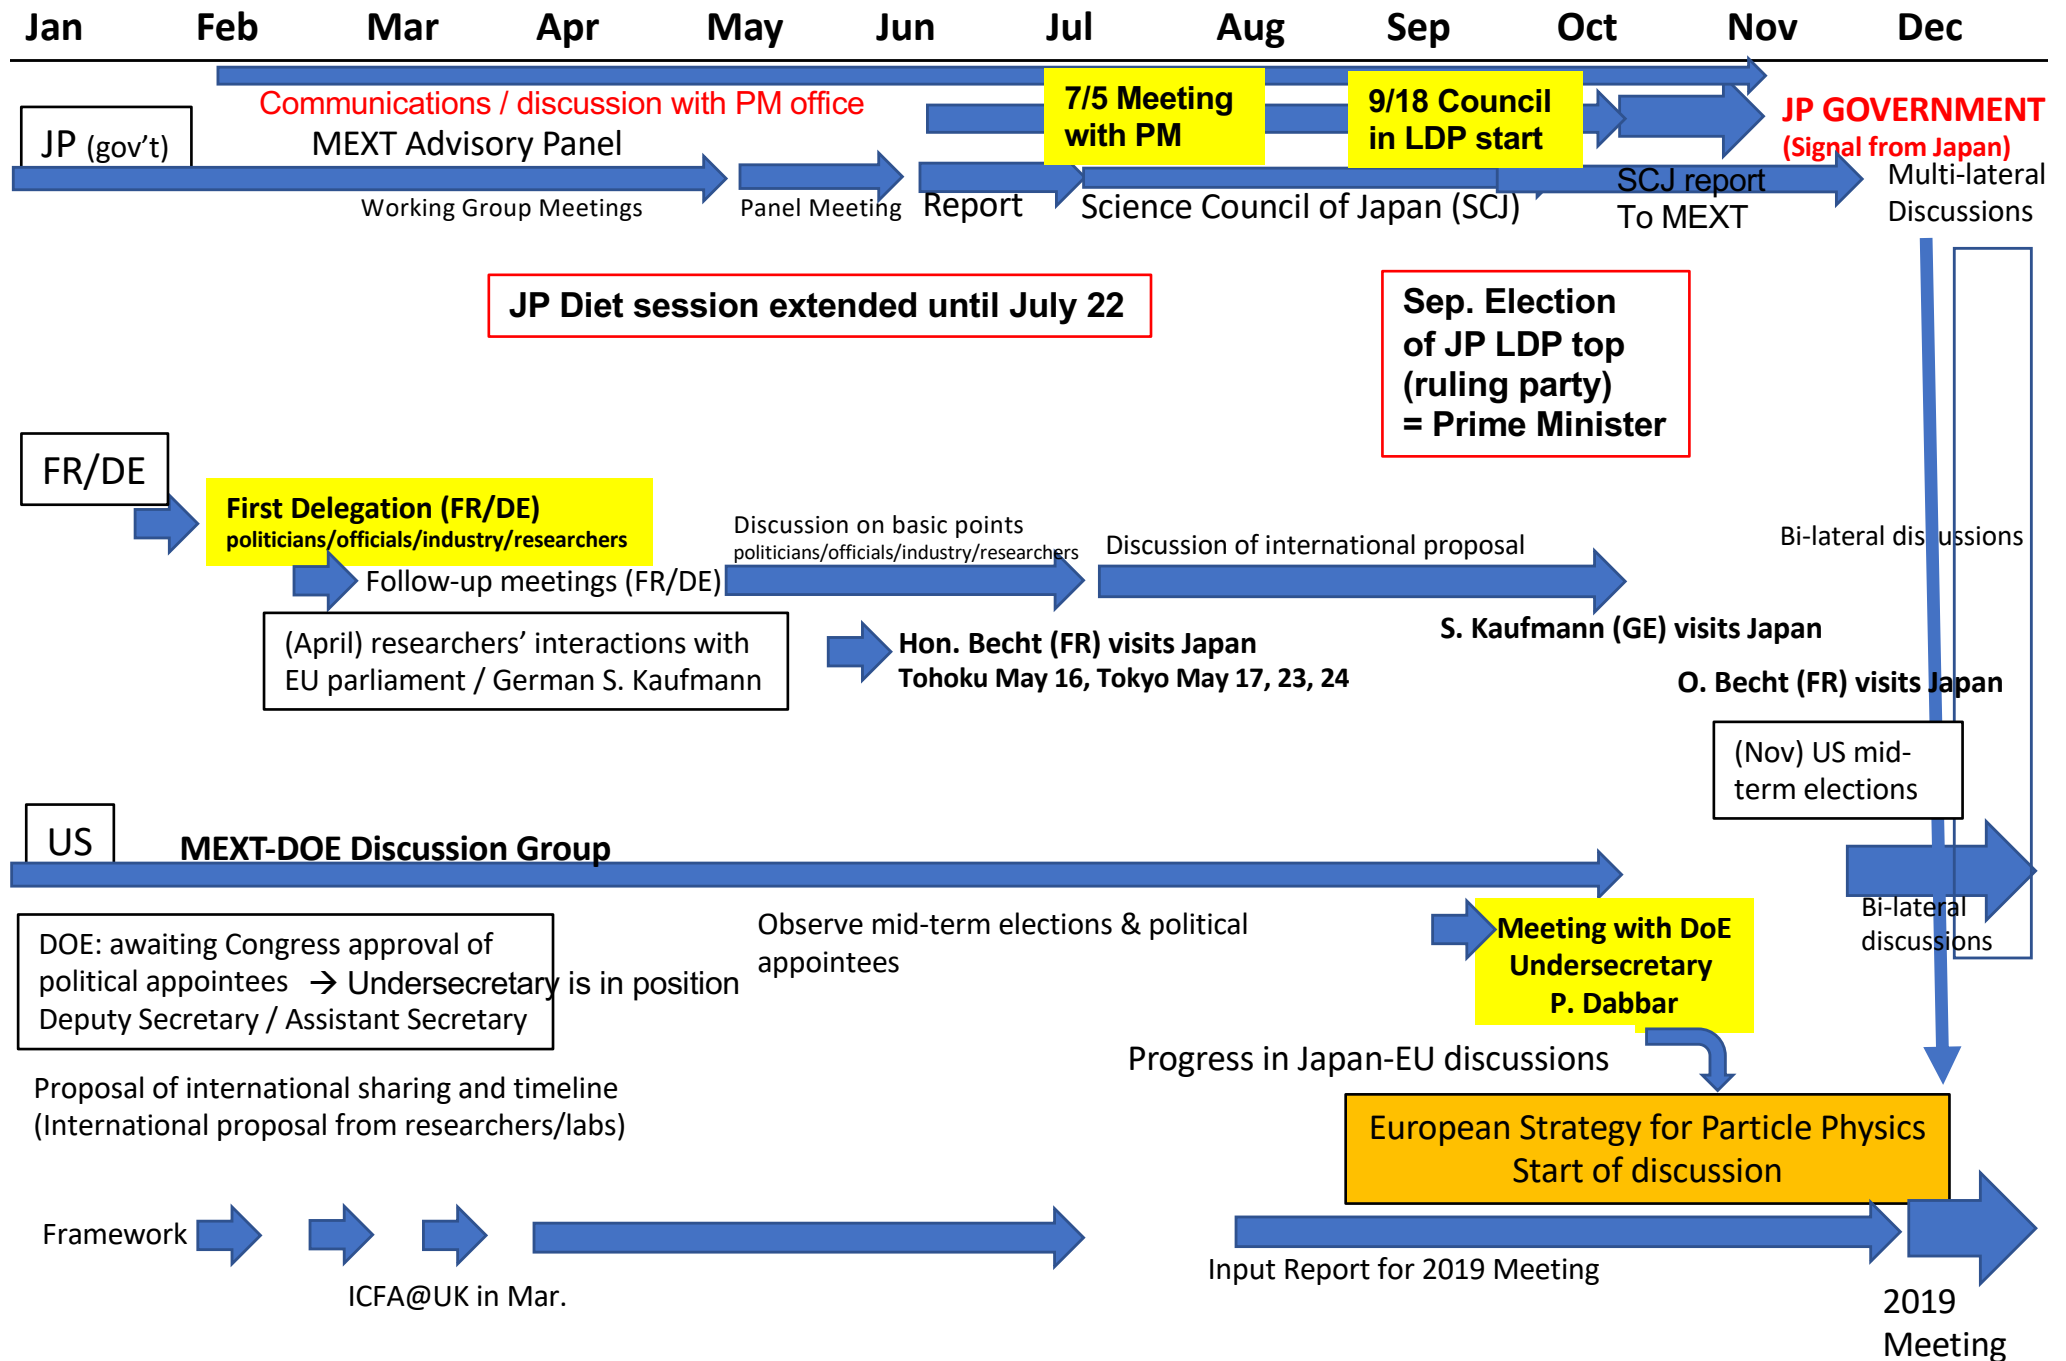 Jan Feb Mar Apr May Jun Jul Aug Sep Oct Nov Dec
Communications / discussion with PM office
7/5 Meeting
with PM
9/18 Council
in LDP start
JP GOVERNMENT
(Signal from Japan)
JP (gov't)
MEXT Advisory Panel
Working Group Meetings
Panel Meeting
Report
Science Council of Japan (SCJ)
SCJ report
To MEXT
Multi-lateral
Discussions
JP Diet session extended until July 22
Sep. Election
of JP LDP top
(ruling party)
= Prime Minister
FR/DE
First Delegation (FR/DE)
politicians/officials/industry/researchers
Discussion on basic points
politicians/officials/industry/researchers
Discussion of international proposal
Bi-lateral discussions
Follow-up meetings (FR/DE)
(April) researchers' interactions with
EU parliament / German S. Kaufmann
Hon. Becht (FR) visits Japan
Tohoku May 16, Tokyo May 17, 23, 24
S. Kaufmann (GE) visits Japan
O. Becht (FR) visits Japan
(Nov) US mid-
term elections
US
MEXT-DOE Discussion Group
DOE: awaiting Congress approval of
political appointees → Undersecretary is in position
Deputy Secretary / Assistant Secretary
Observe mid-term elections & political
appointees
Meeting with DoE
Undersecretary
P. Dabbar
Bi-lateral
discussions
Progress in Japan-EU discussions
Proposal of international sharing and timeline
(International proposal from researchers/labs)
European Strategy for Particle Physics
Start of discussion
Framework
ICFA@UK in Mar.
Input Report for 2019 Meeting
2019
Meeting